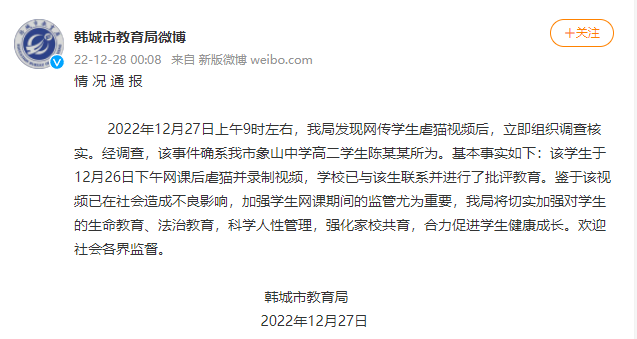 韩城市教育局微博
+关注
22-12-28 00:08 来自 新版微博 weibo.com
情 况 通 报
2022年12月27日上午9时左右，我局发现网传学生虐猫视频后，立即组织调查核
实。经调查，该事件确系我市象山中学高二学生陈某某所为。基本事实如下：该学生于
12月26日下午网课后虐猫并录制视频，学校已与该生联系并进行了批评教育。鉴于该视
频已在社会造成不良影响，加强学生网课期间的监管尤为重要，我局将切实加强对学生
的生命教育、法治教育，科学人性管理，强化家校共育，合力促进学生健康成长。欢迎
社会各界监督。
韩城市教育局
2022年12月27日